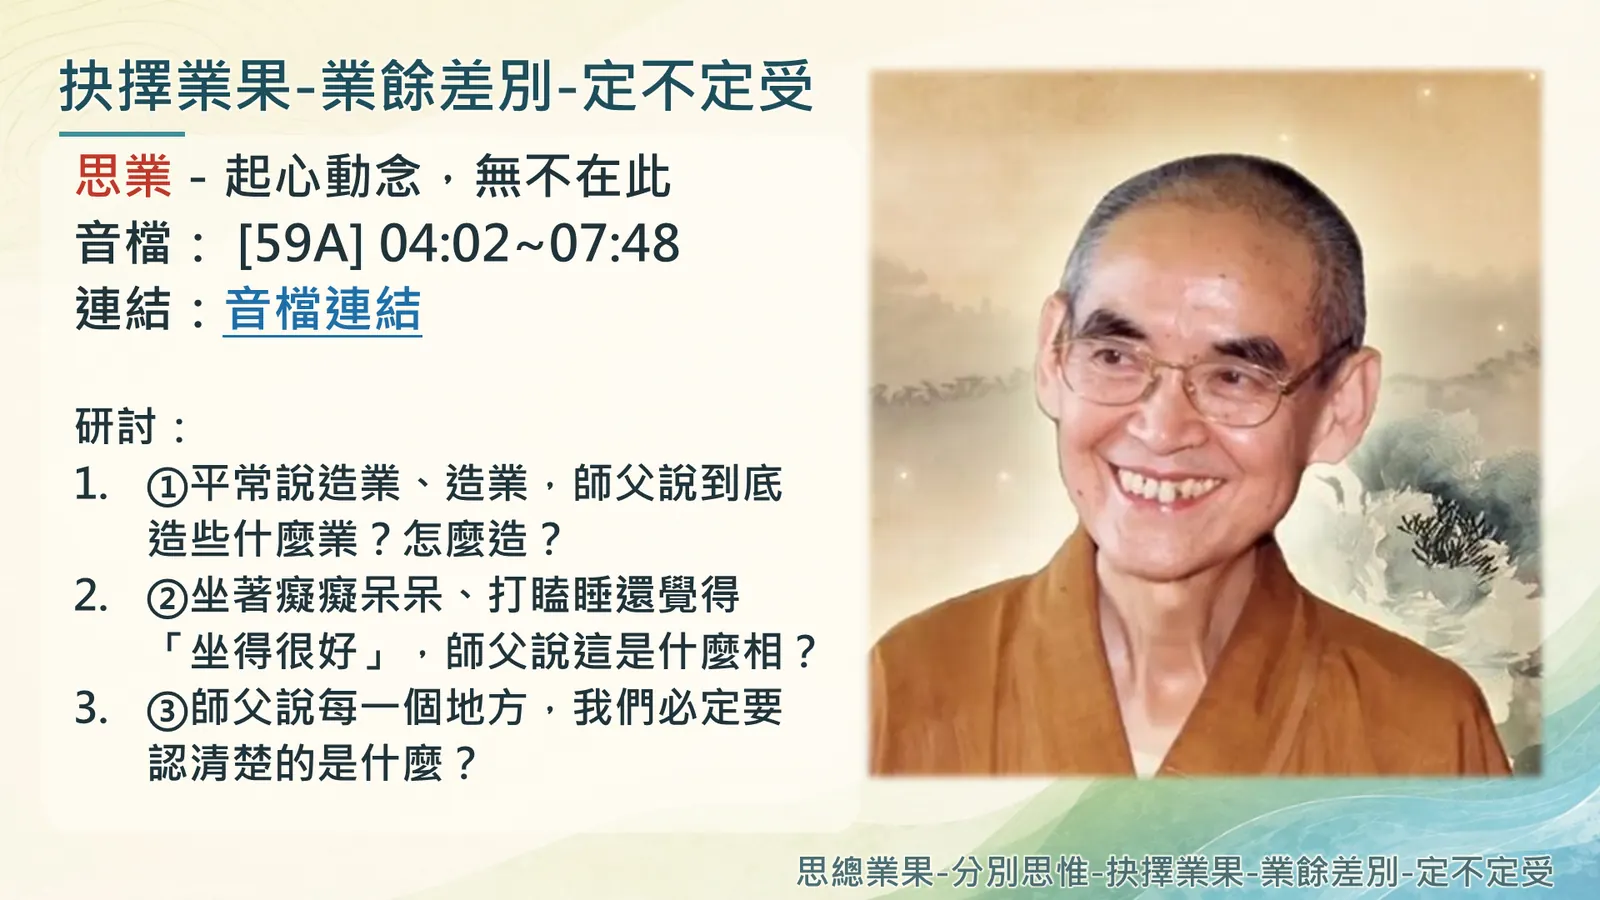 抉擇業果-業餘差別-定不定受
思業 - 起心動念，無不在此
音檔： [59A] 04:02~07:48
連結：音檔連結
研討：
1. ①平常說造業、造業，師父說到底
造些什麼業？怎麼造？
2. ②坐著癡癡呆呆、打瞌睡還覺得
「坐得很好」，師父說這是什麼相？
3. ③師父說每一個地方，我們必定要
認清楚的是什麼？
思總業果-分別思惟-抉擇業果-業餘差別-定不定受